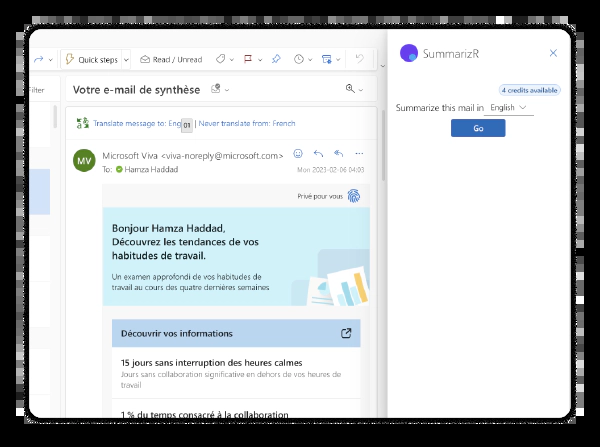 Quick steps
Read / Unread
SummarizR
Filter
Votre e-mail de synthèse
4 credits available
Summarize this mail in English
Go
Translate message to: Eng 01 | Never translate from: French
MV
Microsoft Viva <viva-noreply@microsoft.com>
To: Hamza Haddad
Mon 2023-02-06 04:03
Privé pour vous
Bonjour Hamza Haddad,
Découvrez les tendances de vos
habitudes de travail.
Un examen approfondi de vos habitudes de
travail au cours des quatre dernières semaines
Découvrir vos informations
15 jours sans interruption des heures calmes
Jours sans collaboration significative en dehors de vos heures de
travail
1 % du temps consacré à la collaboration